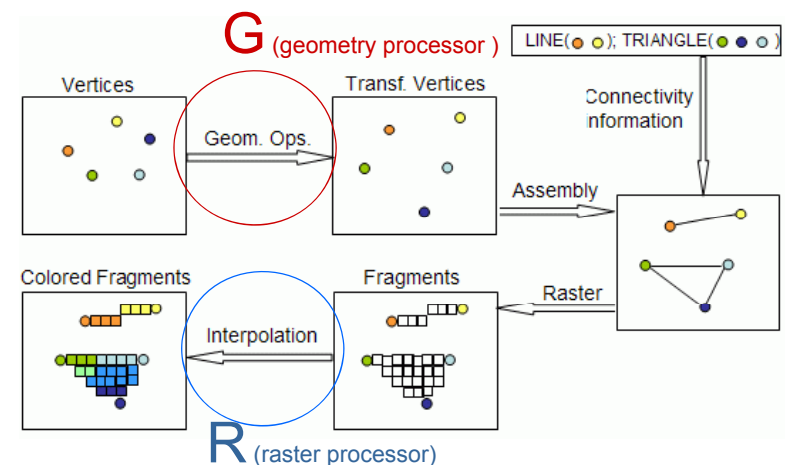 G (geometry processor )
LINE( ); TRIANGLE( )
Vertices
Transf. Vertices
Connectivity
information
Geom. Ops.
Assembly
Colored Fragments
Fragments
Raster
Interpolation
R (raster processor)